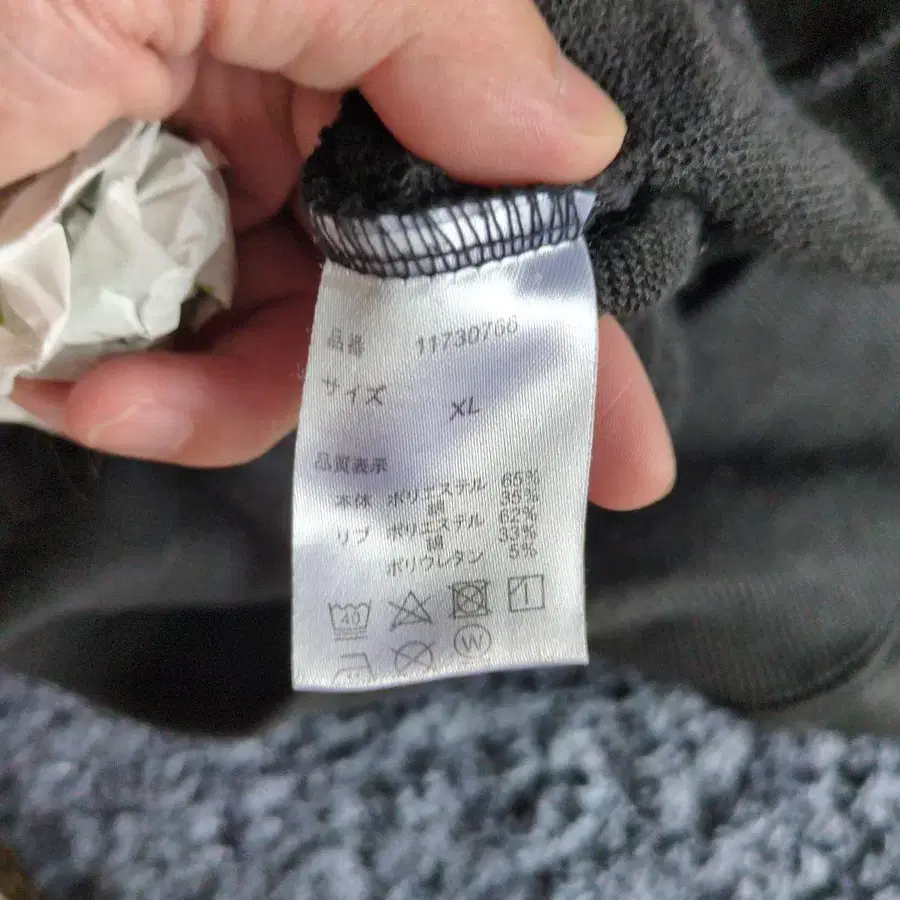 品番 11730766
サイズ XL
品質表示
本体 ポリエステル 65%
綿 35%
リブ ポリエステル 62%
綿 33%
ポリウレタン 5%
40
W